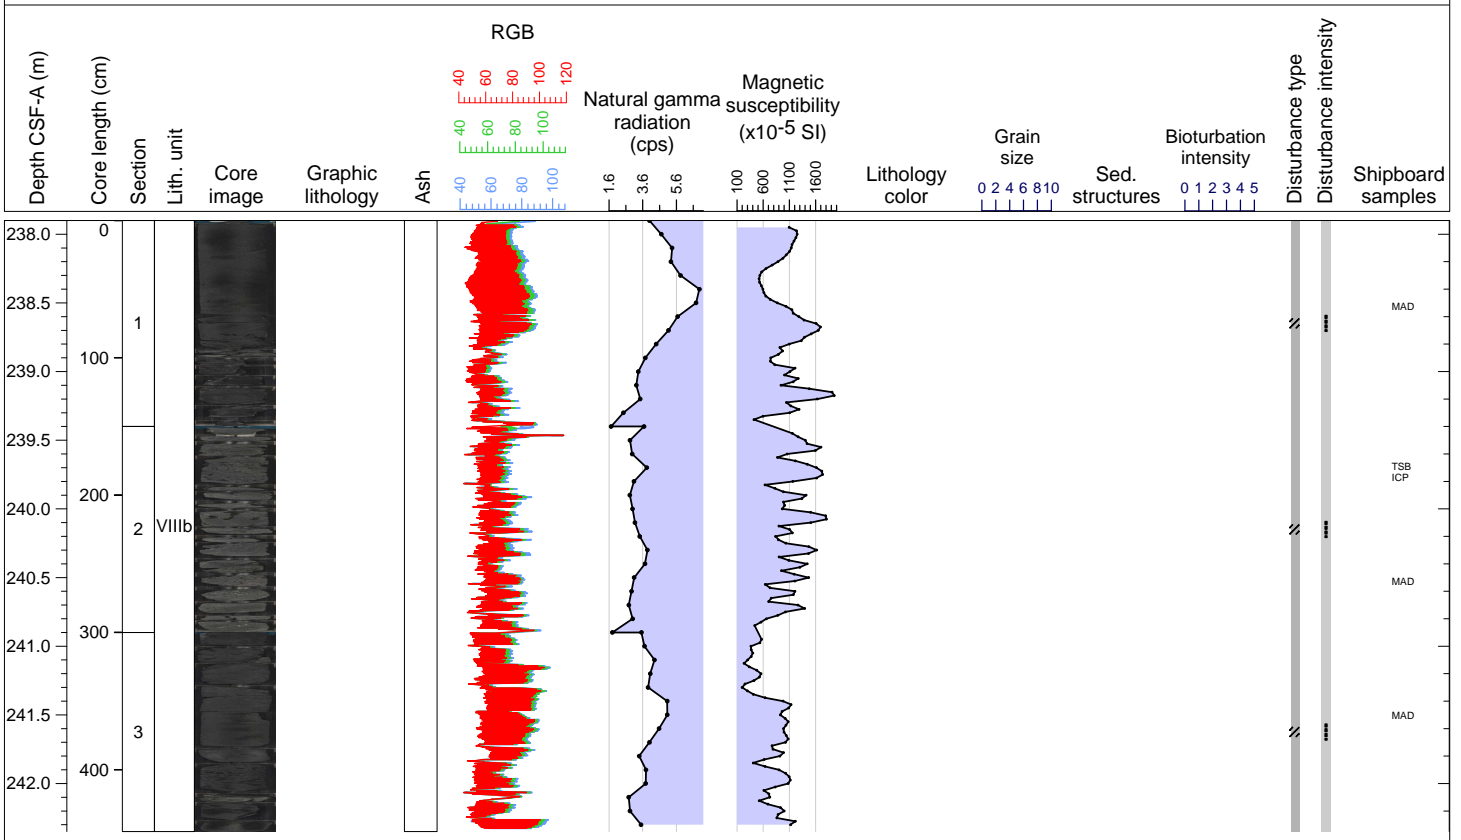 RGB
40 60 80 100 120
40 60 80 100
40 60 80 100
Depth CSF-A (m)
Core length (cm)
Section
Lith. unit
Core
image
Graphic
lithology
Ash
Natural gamma
radiation
(cps)
1.6 3.6 5.6
Magnetic
susceptibility
(x10-5 SI)
100 600 1100 1600
Lithology
color
Grain
size
0 2 4 6 8 10
Sed.
structures
Bioturbation
intensity
0 1 2 3 4 5
Disturbance type
Disturbance intensity
Shipboard
samples
238.0
238.5
239.0
239.5
240.0
240.5
241.0
241.5
242.0
0
100
200
300
400
1
2
3
VIIIb
MAD
TSB
ICP
MAD
MAD